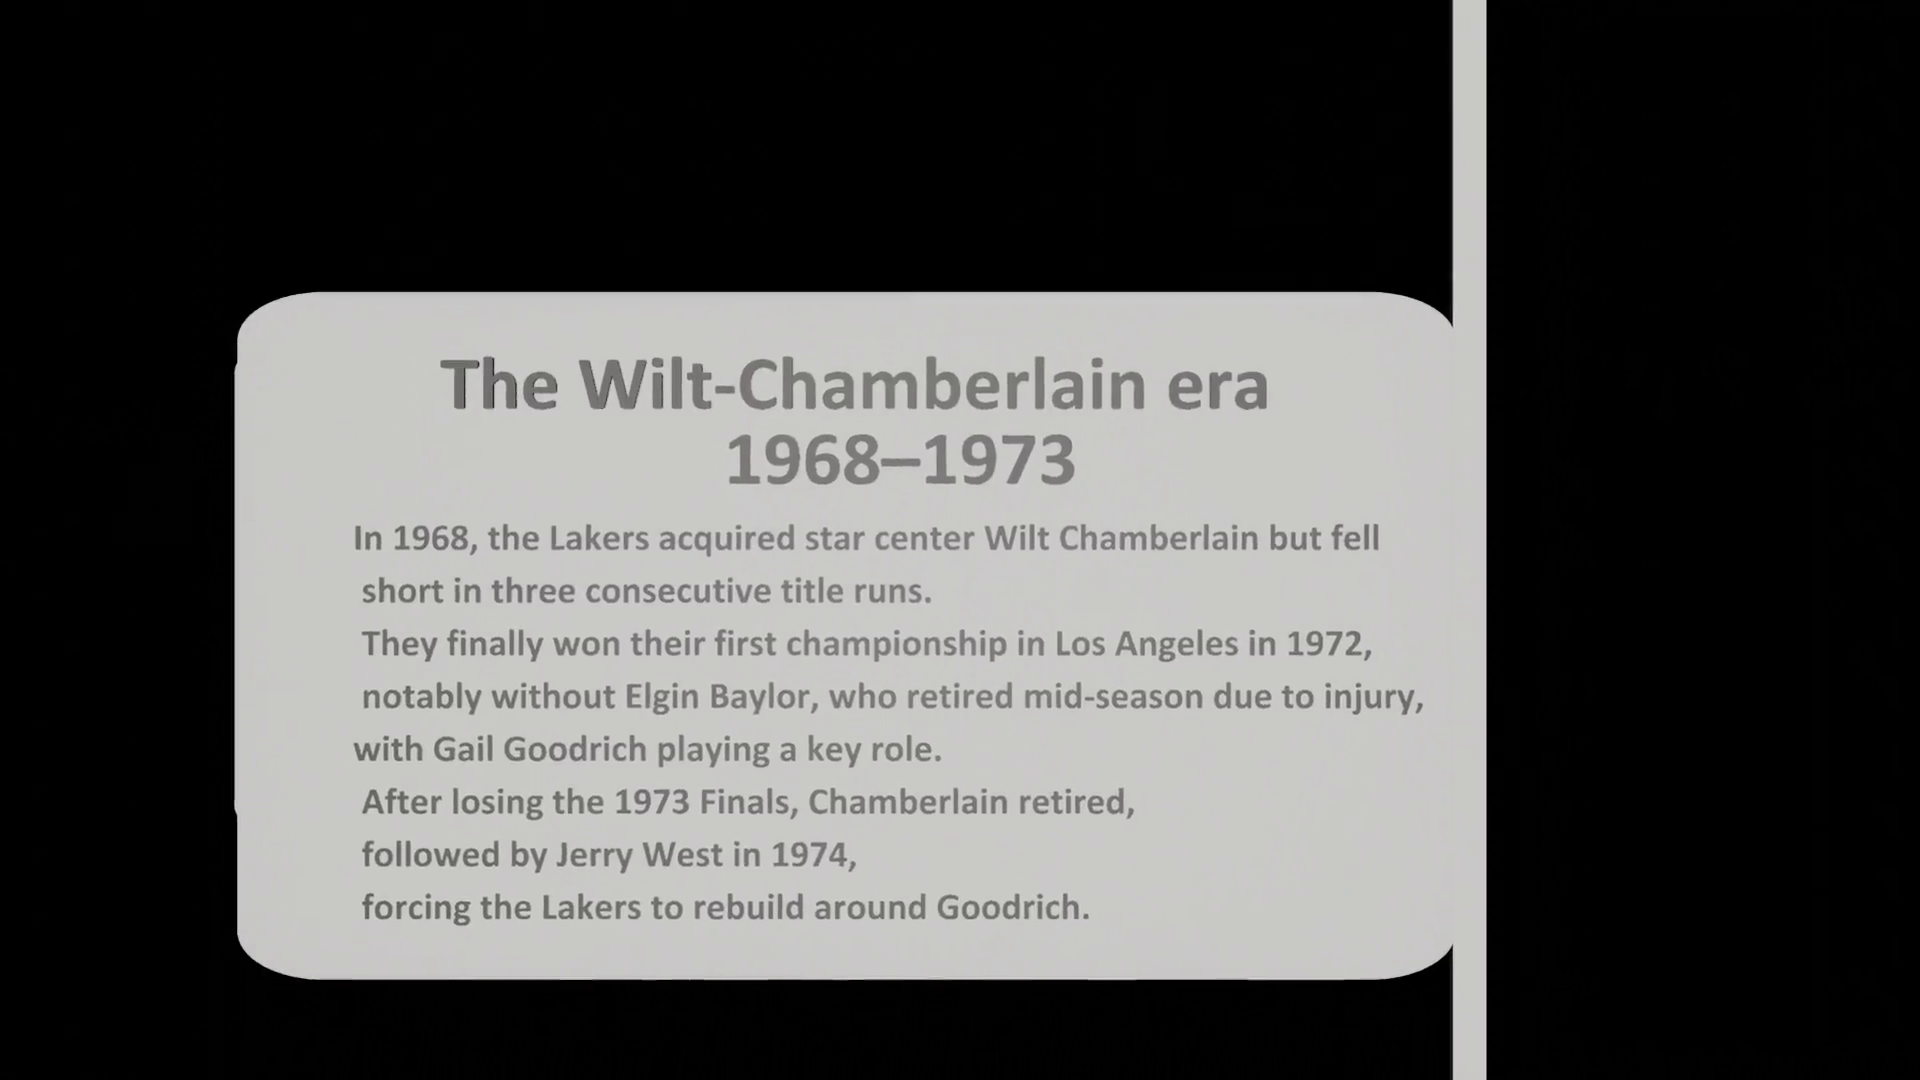 The Wilt-Chamberlain era
1968–1973
In 1968, the Lakers acquired star center Wilt Chamberlain but fell
short in three consecutive title runs.
They finally won their first championship in Los Angeles in 1972,
notably without Elgin Baylor, who retired mid-season due to injury,
with Gail Goodrich playing a key role.
After losing the 1973 Finals, Chamberlain retired,
followed by Jerry West in 1974,
forcing the Lakers to rebuild around Goodrich.